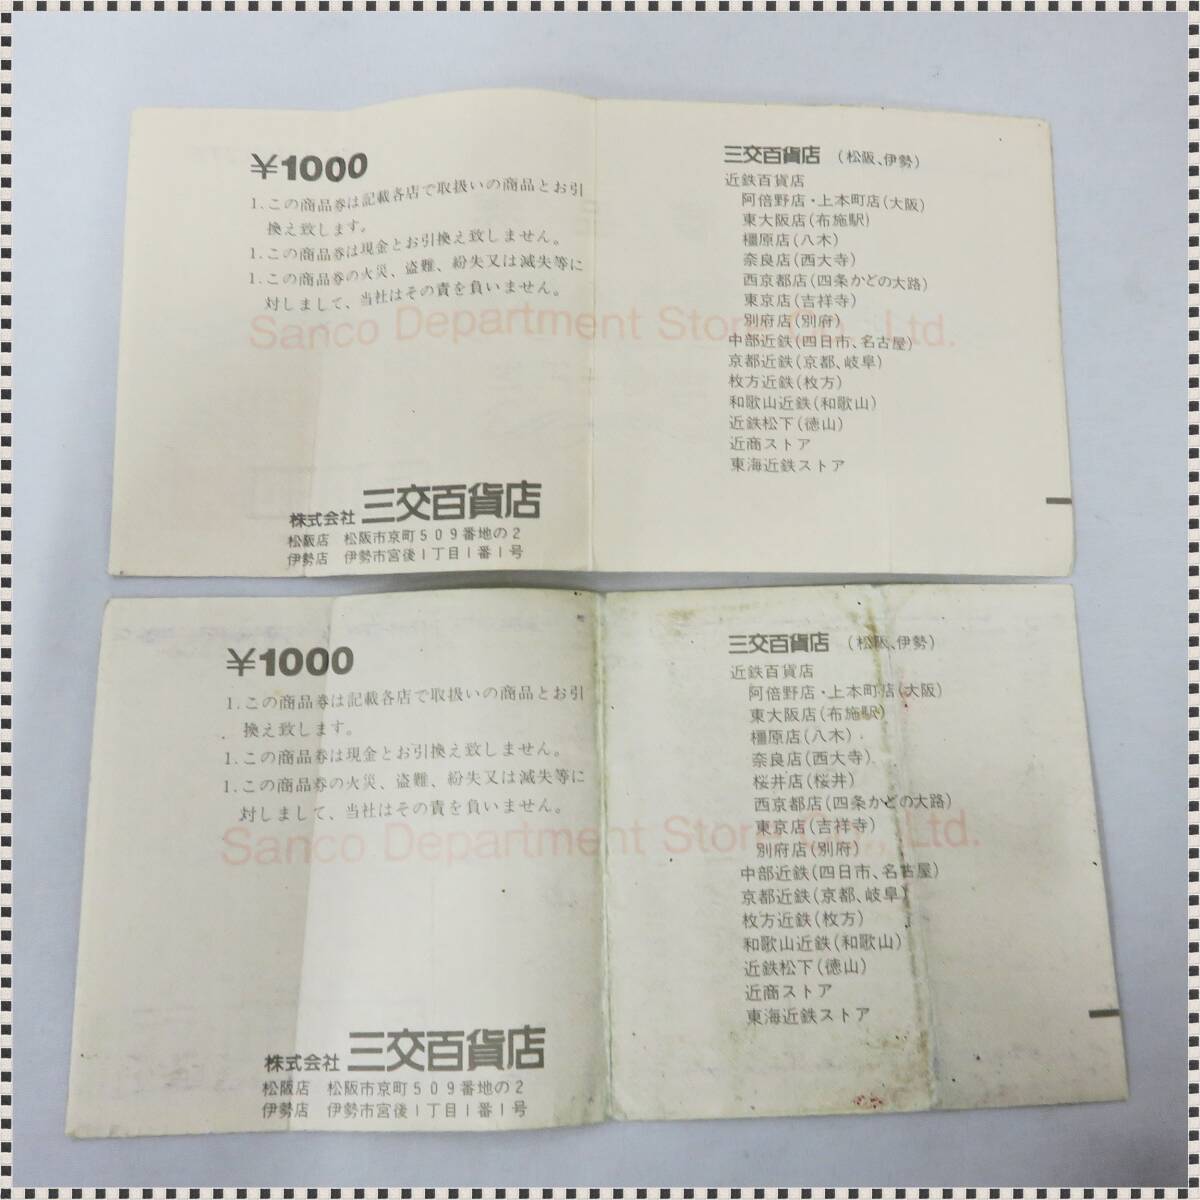 ¥1000
1.この商品券は記載各店で取扱いの商品とお引
換え致します。
1.この商品券は現金とお引換え致しません。
1.この商品券の火災、盗難、紛失又は滅失等に
対しまして、当社はその責を負いません。
Sanco Department Store Co., Ltd.
株式会社 三交百貨店
松阪店 松阪市京町509番地の2
伊勢店 伊勢市宮後1丁目1番1号
三交百貨店 (松阪、伊勢)
近鉄百貨店
阿倍野店・上本町店(大阪)
東大阪店(布施駅)
橿原店(八木)
奈良店(西大寺)
西京都店(四条かどの大路)
東京店(吉祥寺)
別府店(別府)
中部近鉄(四日市、名古屋)
京都近鉄(京都、岐阜)
枚方近鉄(枚方)
和歌山近鉄(和歌山)
近鉄松下(徳山)
近商ストア
東海近鉄ストア
¥1000
1.この商品券は記載各店で取扱いの商品とお引
換え致します。
1.この商品券は現金とお引換え致しません。
1.この商品券の火災、盗難、紛失又は滅失等に
対しまして、当社はその責を負いません。
Sanco Department Store Co., Ltd.
株式会社 三交百貨店
松阪店 松阪市京町509番地の2
伊勢店 伊勢市宮後1丁目1番1号
三交百貨店 (松阪、伊勢)
近鉄百貨店
阿倍野店・上本町店(大阪)
東大阪店(布施駅)
橿原店(八木)
奈良店(西大寺)
桜井店(桜井)
西京都店(四条かどの大路)
東京店(吉祥寺)
別府店(別府)
中部近鉄(四日市、名古屋)
京都近鉄(京都、岐阜)
枚方近鉄(枚方)
和歌山近鉄(和歌山)
近鉄松下(徳山)
近商ストア
東海近鉄ストア